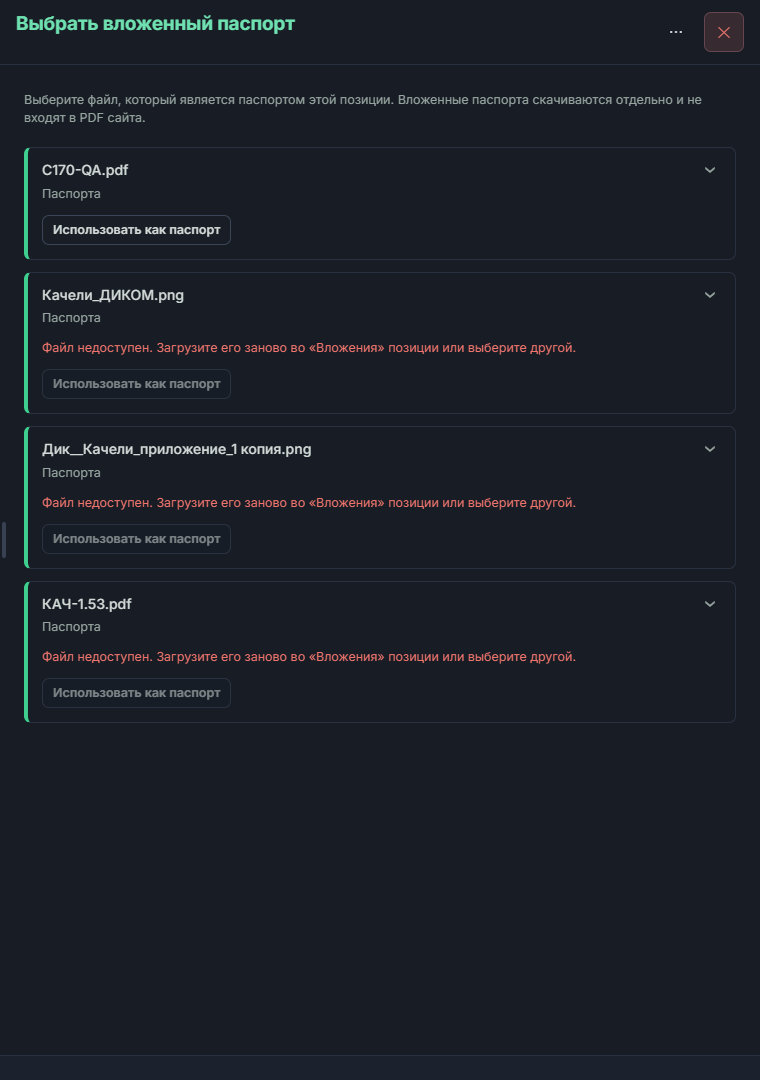 Выбрать вложенный паспорт
...
Выберите файл, который является паспортом этой позиции. Вложенные паспорта скачиваются отдельно и не
входят в PDF сайта.
C170-QA.pdf
Паспорта
Использовать как паспорт
Качели_ДИКОМ.png
Паспорта
Файл недоступен. Загрузите его заново во «Вложения» позиции или выберите другой.
Использовать как паспорт
Дик__Качели_приложение_1 копия.png
Паспорта
Файл недоступен. Загрузите его заново во «Вложения» позиции или выберите другой.
Использовать как паспорт
КАЧ-1.53.pdf
Паспорта
Файл недоступен. Загрузите его заново во «Вложения» позиции или выберите другой.
Использовать как паспорт